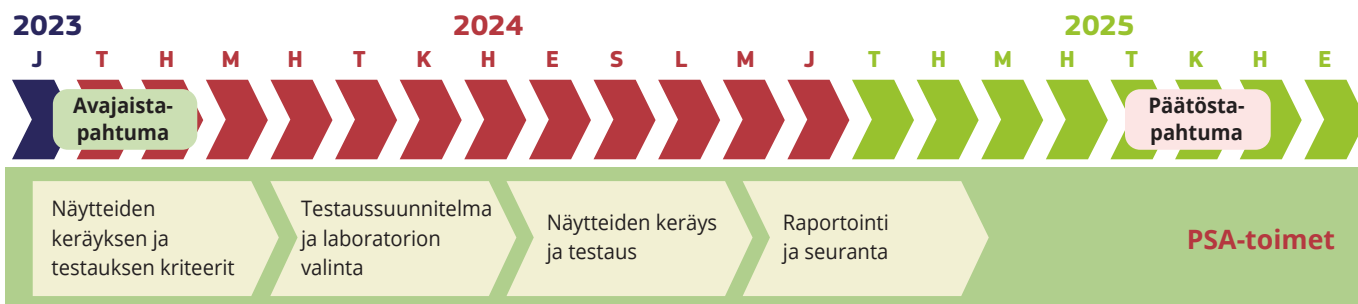 2023 2024 2025
J T H M H T K H E S L M J T H M H T K H E
Avajaista-
pahtuma
Päätösta-
pahtuma
Näytteiden
keräyksen ja
testauksen kriteerit
Testaussuunnitelma
ja laboratorion
valinta
Näytteiden keräys
ja testaus
Raportointi
ja seuranta
PSA-toimet